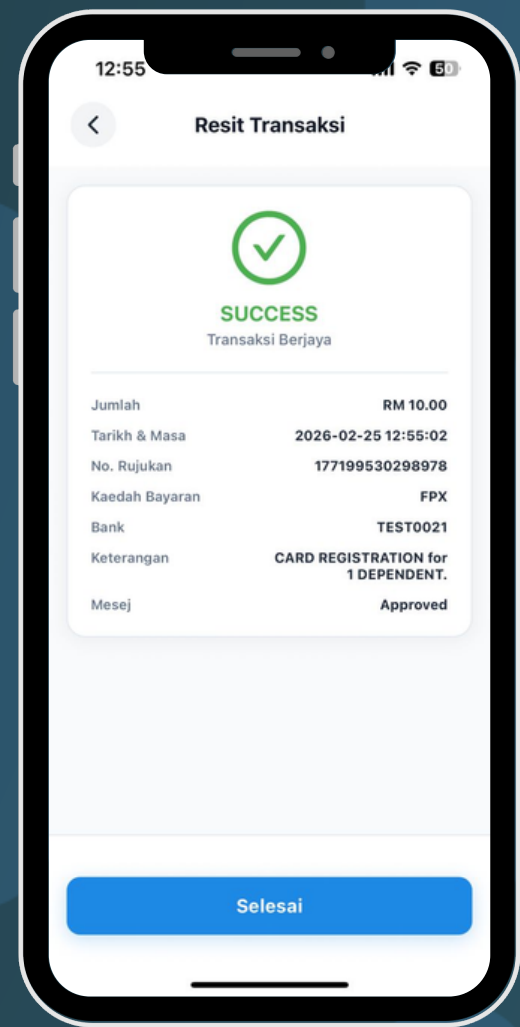 12:55
50
Resit Transaksi
SUCCESS
Transaksi Berjaya
Jumlah RM 10.00
Tarikh & Masa 2026-02-25 12:55:02
No. Rujukan 177199530298978
Kaedah Bayaran FPX
Bank TEST0021
Keterangan CARD REGISTRATION for
1 DEPENDENT.
Mesej Approved
Selesai